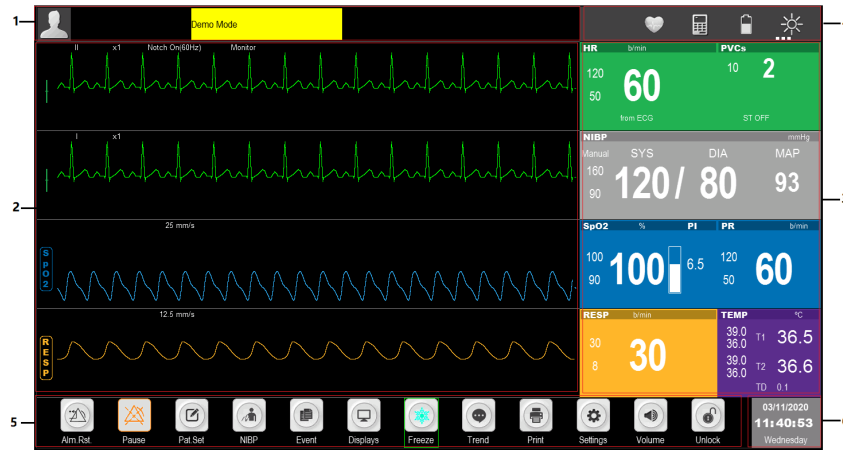 1
Demo Mode
II x1 Notch On(60Hz) Monitor
I x1
2
25 mm/s
SPO2
12.5 mm/s
RESP
HR b/min PVCs
120
50
60
10
2
from ECG ST OFF
NIBP mmHg
Manual SYS DIA MAP
160
90
120/ 80 93
SpO2 % PI PR b/min
100
90
100
6.5
120
50
60
RESP b/min TEMP °C
30
8
30
39.0
36.0
T1 36.5
39.0
36.0
T2 36.6
TD 0.1
5
Alm.Rst Pause Pat.Set NIBP Event Displays Freeze Trend Print Settings Volume Unlock
03/11/2020
11:40:53
Wednesday